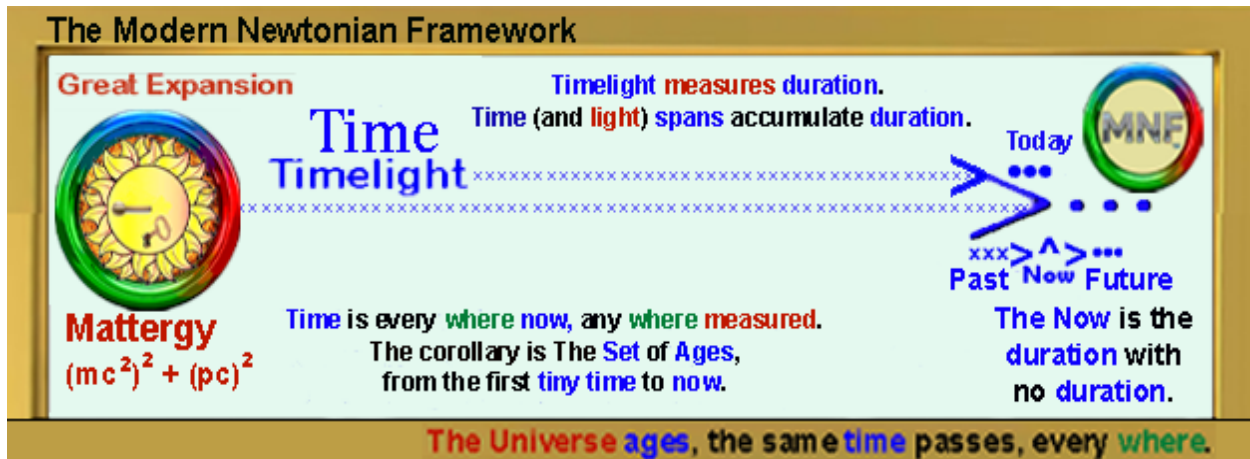 The Modern Newtonian Framework
Great Expansion
Timelight measures duration.
Time (and light) spans accumulate duration.
Time
Timelight xxxxxxxxxxxxxxxxxxxxxxxxxxxxxxxxxxxxxxxxxxxxxxxxxxxx> •••
xxxxxxxxxxxxxxxxxxxxxxxxxxxxxxxxxxxxxxxxxxxxxxxxxxxxxxxxxxxxxxxx> • • •
Today
MNF
xxx>^>•••
Past Now Future
Mattergy
(mc²)² + (pc)²
Time is every where now, any where measured.
The corollary is The Set of Ages,
from the first tiny time to now.
The Now is the
duration with
no duration.
The Universe ages, the same time passes, every where.